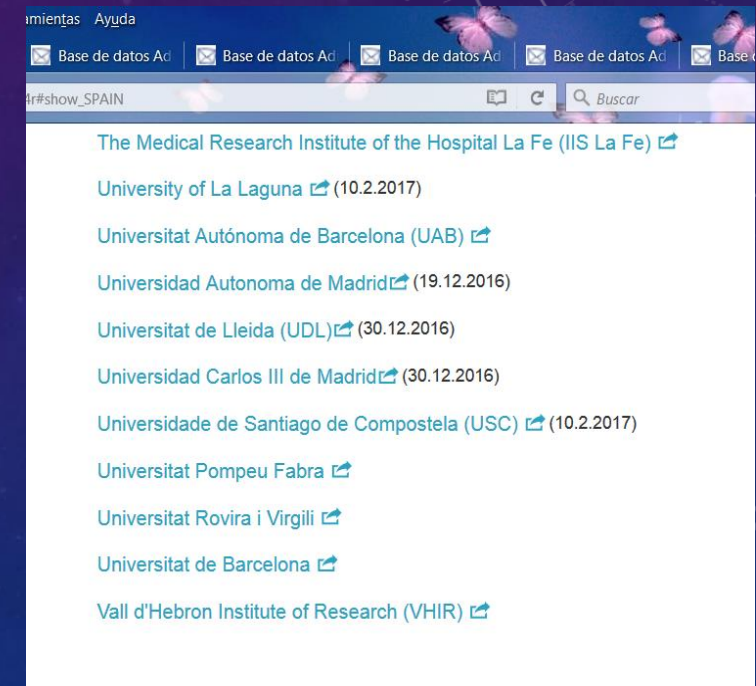 amientas Ayuda
Base de datos Ad Base de datos Ad Base de datos Ad Base de datos Ad Base
4r#show_SPAIN Buscar
The Medical Research Institute of the Hospital La Fe (IIS La Fe)
University of La Laguna (10.2.2017)
Universitat Autónoma de Barcelona (UAB)
Universidad Autonoma de Madrid (19.12.2016)
Universitat de Lleida (UDL) (30.12.2016)
Universidad Carlos III de Madrid (30.12.2016)
Universidade de Santiago de Compostela (USC) (10.2.2017)
Universitat Pompeu Fabra
Universitat Rovira i Virgili
Universitat de Barcelona
Vall d'Hebron Institute of Research (VHIR)